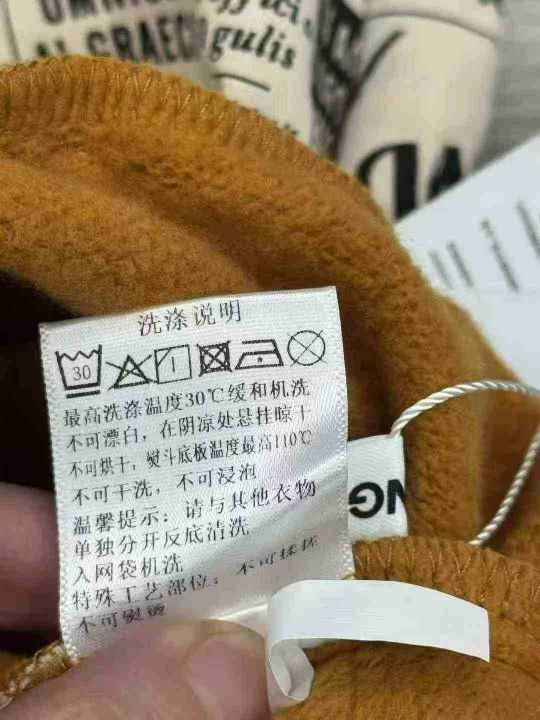 AI GRAECI
gulis
洗涤说明
30
最高洗涤温度30℃缓和机洗
不可漂白，在阴凉处悬挂晾干
不可烘干，熨斗底板温度最高110℃
不可干洗，不可浸泡
温馨提示：请与其他衣物
单独分开反底清洗
入网袋机洗
特殊工艺部位：不可揉搓
不可熨烫
NG